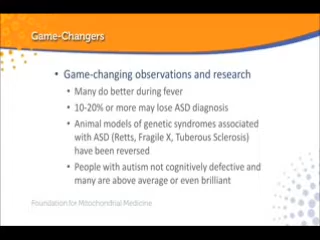 Game-Changers
• Game-changing observations and research
• Many do better during fever
• 10-20% or more may lose ASD diagnosis
• Animal models of genetic syndromes associated
with ASD (Retts, Fragile X, Tuberous Sclerosis)
have been reversed
• People with autism not cognitively defective and
many are above average or even brilliant
Foundation for Mitochondrial Medicine